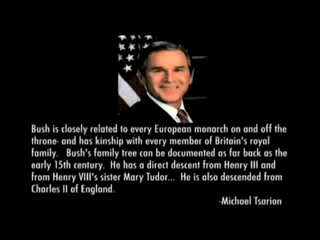 Bush is closely related to every European monarch on and off the
throne- and has kinship with every member of Britain's royal
family.   Bush's family tree can be documented as far back as the
early 15th century.  He has a direct descent from Henry III and
from Henry VIII's sister Mary Tudor...  He is also descended from
Charles II of England.
-Michael Tsarion